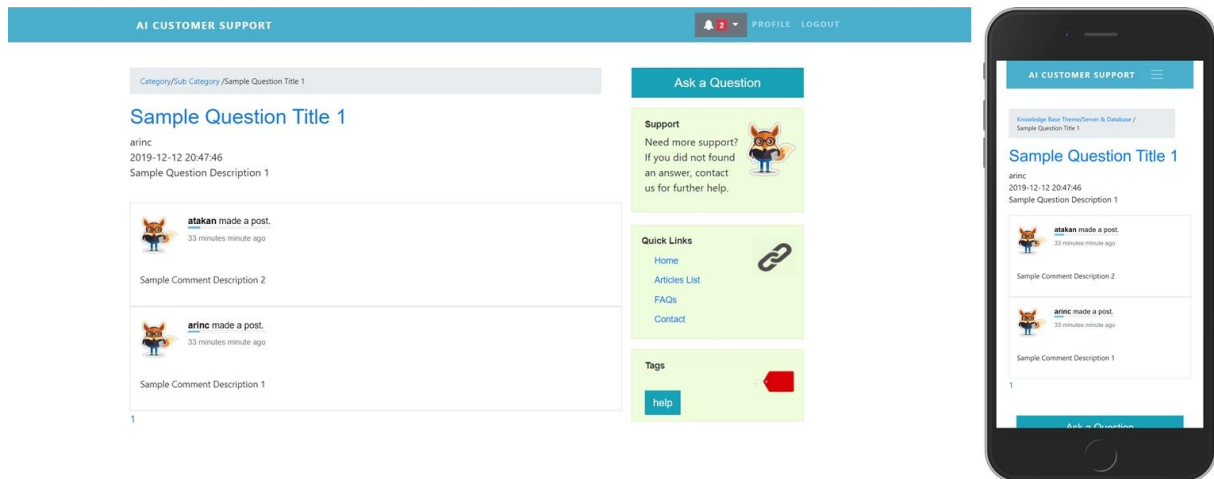 AI CUSTOMER SUPPORT
2
PROFILE
LOGOUT
Category/Sub Category /Sample Question Title 1
Sample Question Title 1
arinc
2019-12-12 20:47:46
Sample Question Description 1
atakan made a post.
33 minutes minute ago
Sample Comment Description 2
arinc made a post.
33 minutes minute ago
Sample Comment Description 1
1
Ask a Question
Support
Need more support?
If you did not found
an answer, contact
us for further help.
Quick Links
Home
Articles List
FAQs
Contact
Tags
help
AI CUSTOMER SUPPORT
Knowledge Base Theme/Server & Database /
Sample Question Title 1
Sample Question Title 1
arinc
2019-12-12 20:47:46
Sample Question Description 1
atakan made a post.
33 minutes minute ago
Sample Comment Description 2
arinc made a post.
33 minutes minute ago
Sample Comment Description 1
1
Ask a Question